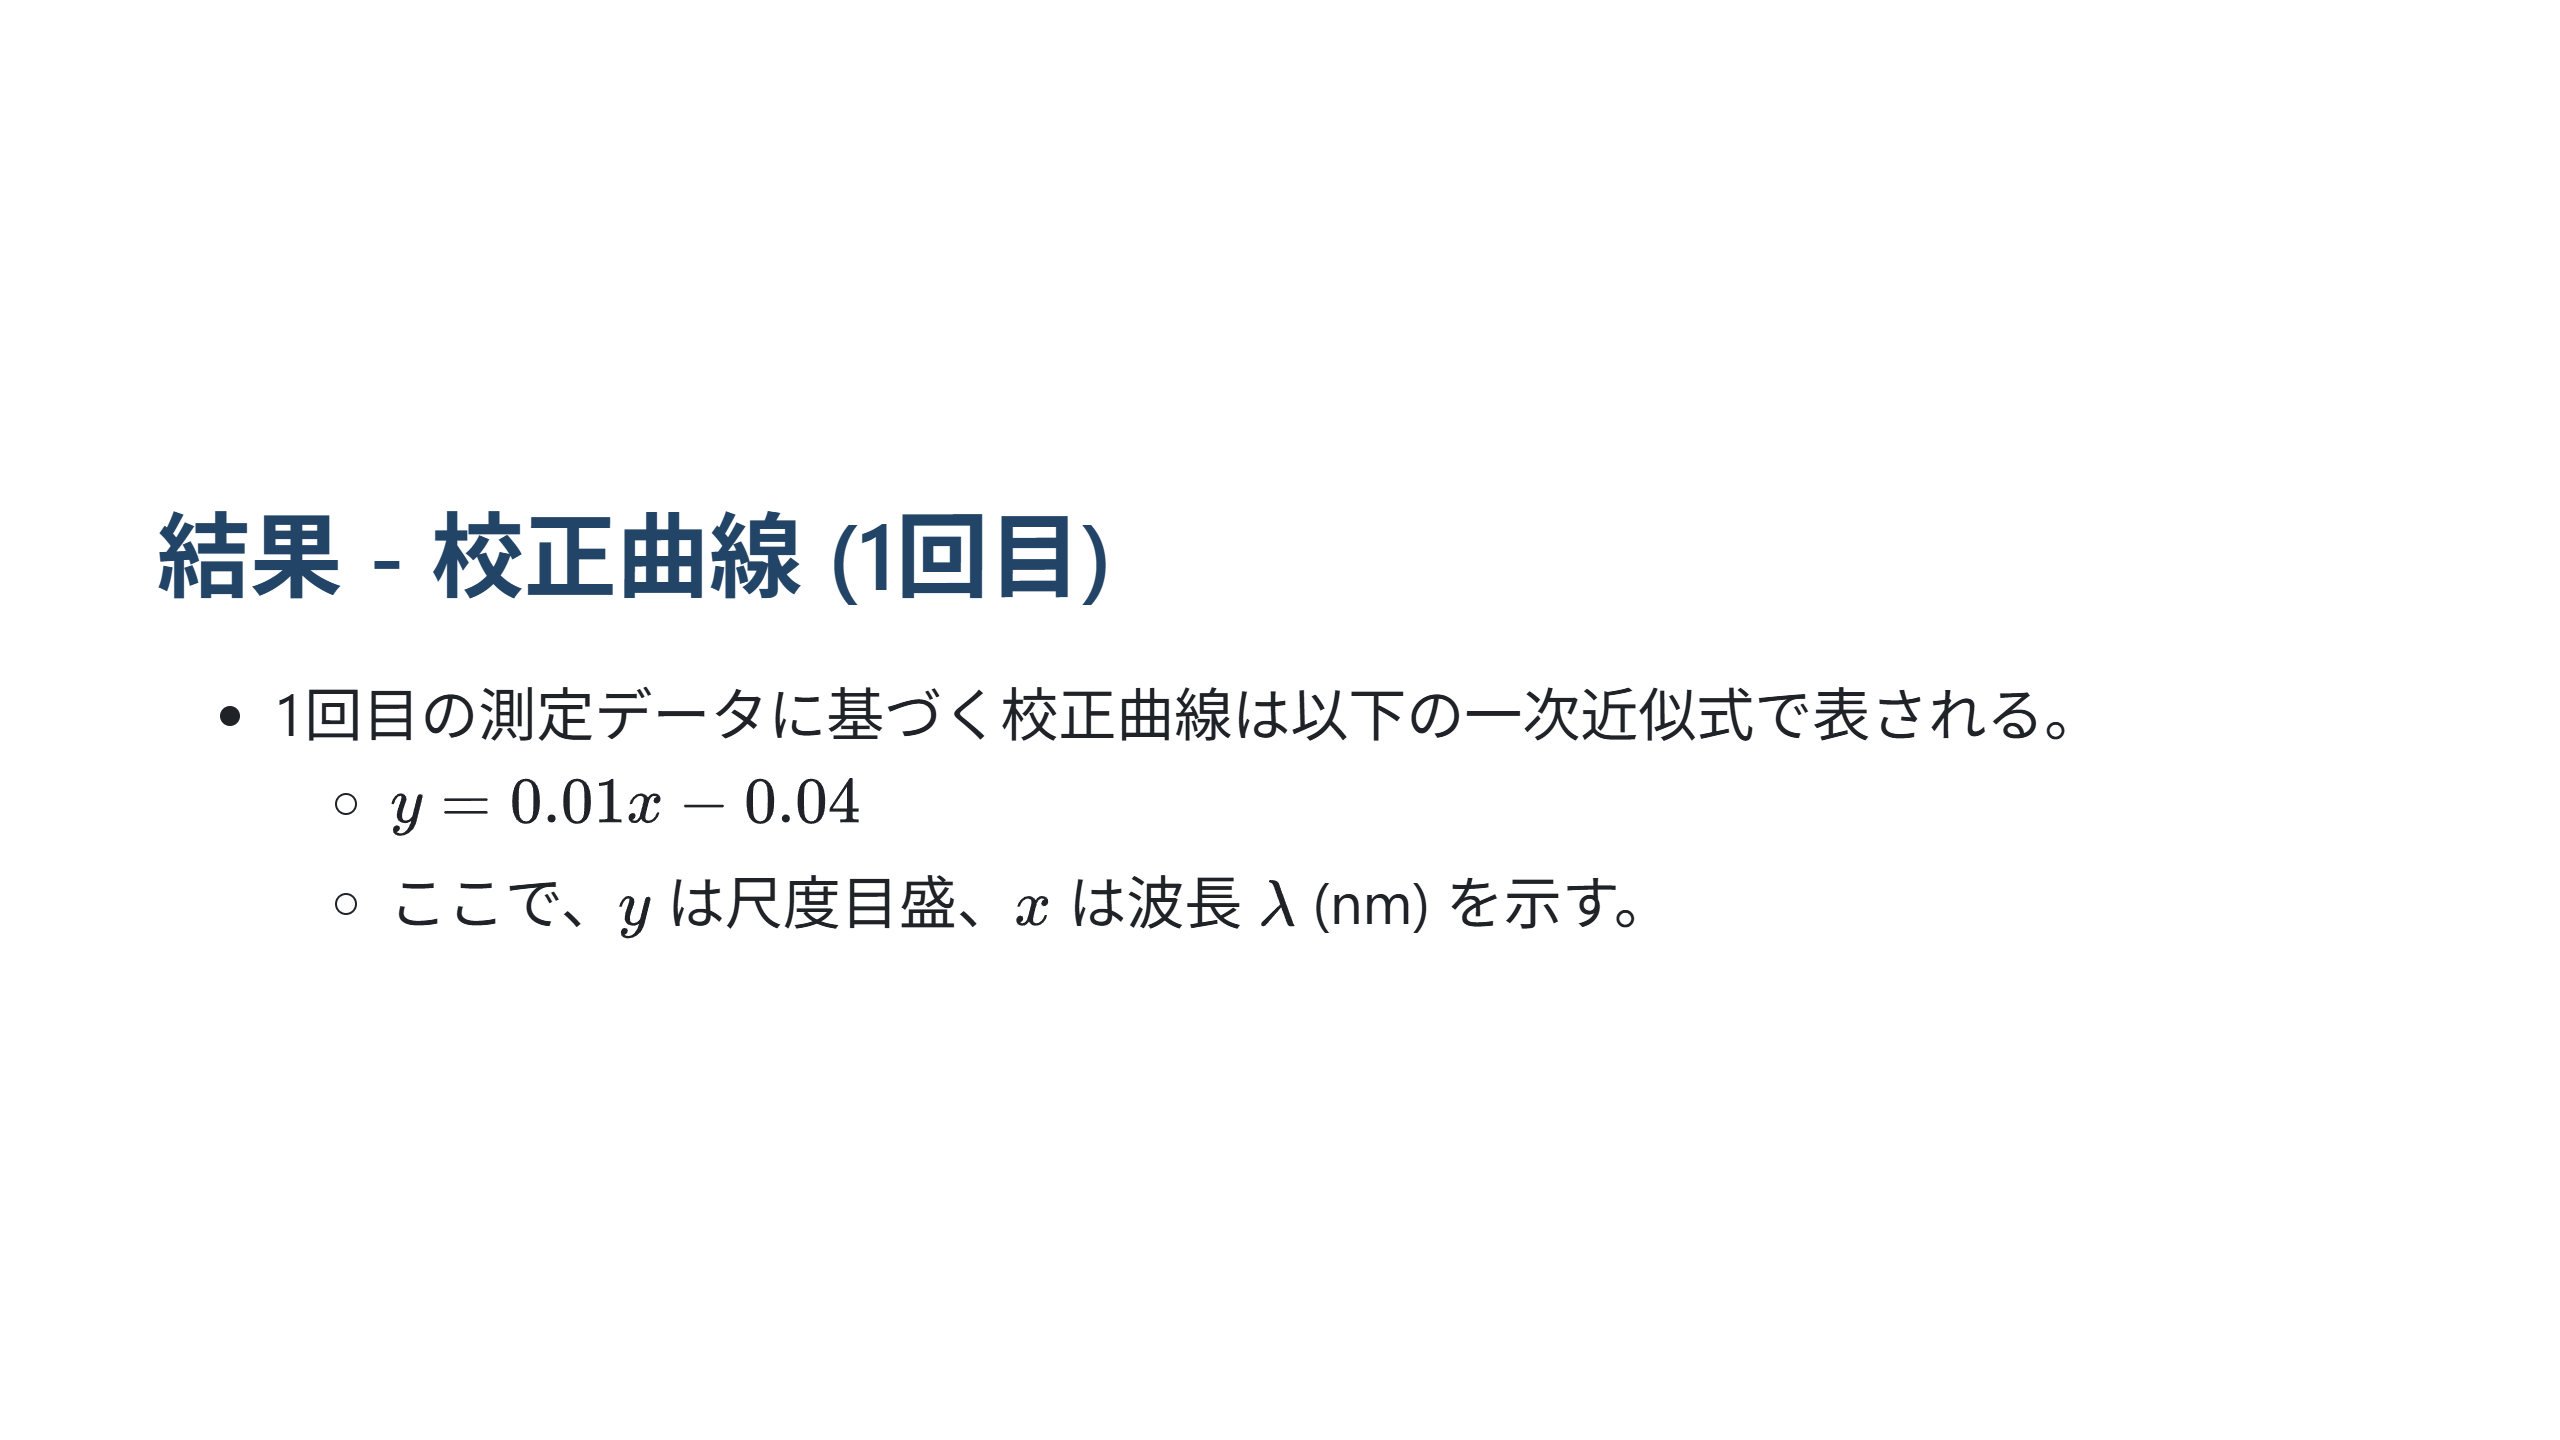 結果 - 校正曲線 (1回目)
1回目の測定データに基づく校正曲線は以下の一次近似式で表される。
y = 0.01x − 0.04
ここで、y は尺度目盛、x は波長 λ (nm) を示す。